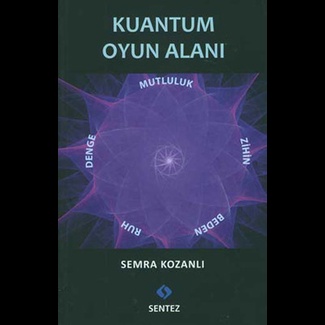 KUANTUM
OYUN ALANI
MUTLULUK
DENGE
ZİHİN
RUH
BEDEN
SEMRA KOZANLI
SENTEZ